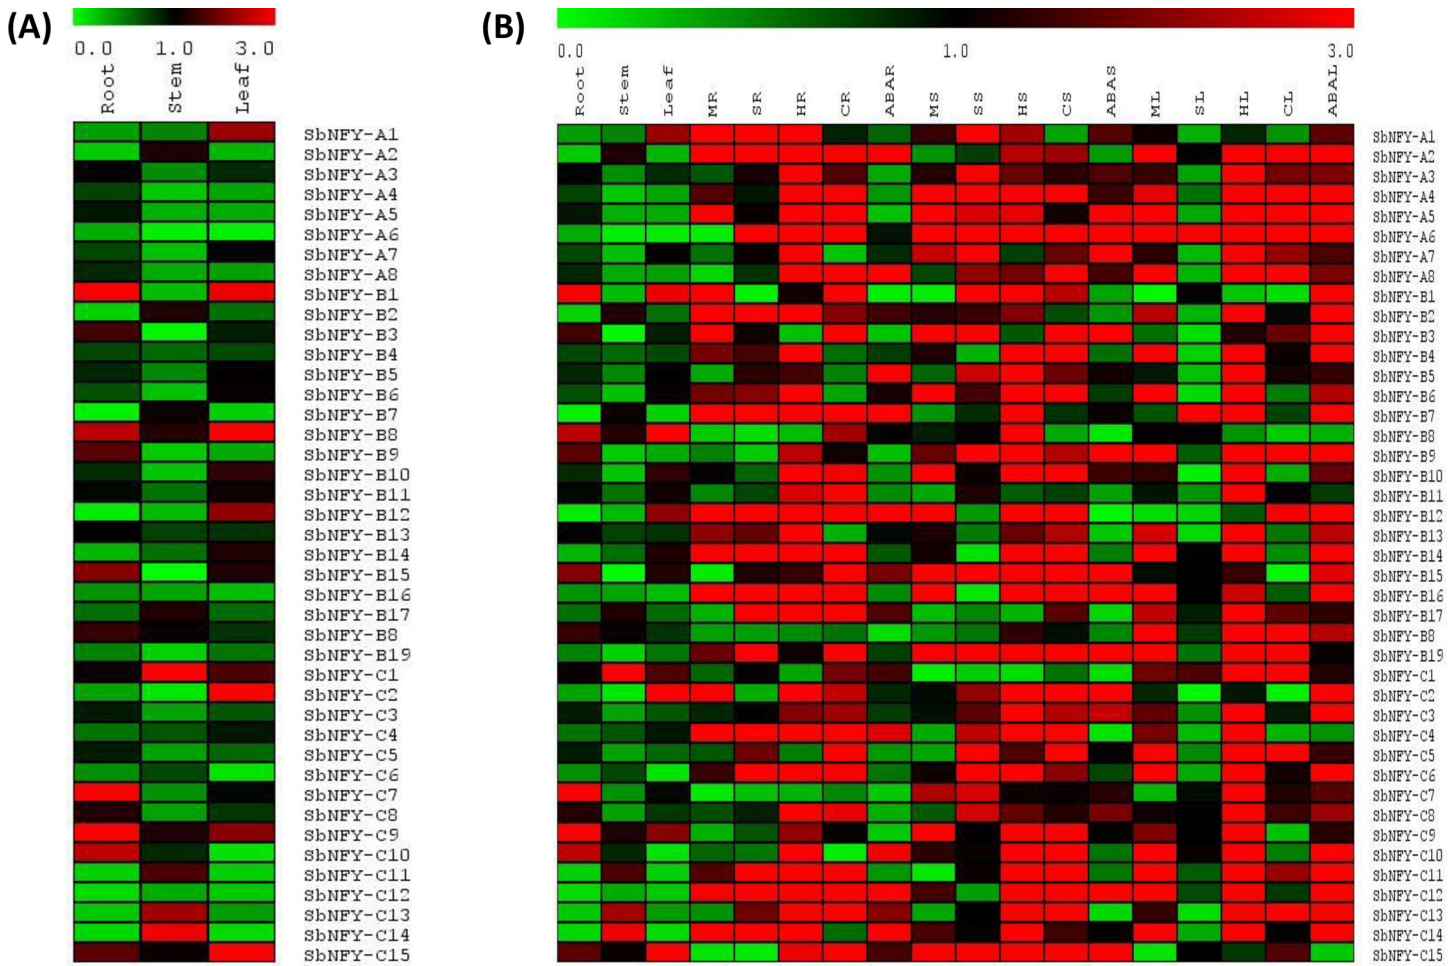 (A)
0.0 1.0 3.0
Root Stem Leaf
SbNFY-A1
SbNFY-A2
SbNFY-A3
SbNFY-A4
SbNFY-A5
SbNFY-A6
SbNFY-A7
SbNFY-A8
SbNFY-B1
SbNFY-B2
SbNFY-B3
SbNFY-B4
SbNFY-B5
SbNFY-B6
SbNFY-B7
SbNFY-B8
SbNFY-B9
SbNFY-B10
SbNFY-B11
SbNFY-B12
SbNFY-B13
SbNFY-B14
SbNFY-B15
SbNFY-B16
SbNFY-B17
SbNFY-B8
SbNFY-B19
SbNFY-C1
SbNFY-C2
SbNFY-C3
SbNFY-C4
SbNFY-C5
SbNFY-C6
SbNFY-C7
SbNFY-C8
SbNFY-C9
SbNFY-C10
SbNFY-C11
SbNFY-C12
SbNFY-C13
SbNFY-C14
SbNFY-C15
(B)
0.0 1.0 3.0
Root Stem Leaf MR SR HR CR ABAR MS SS HS CS ABAS ML SL HL CL ABAL
SbNFY-A1
SbNFY-A2
SbNFY-A3
SbNFY-A4
SbNFY-A5
SbNFY-A6
SbNFY-A7
SbNFY-A8
SbNFY-B1
SbNFY-B2
SbNFY-B3
SbNFY-B4
SbNFY-B5
SbNFY-B6
SbNFY-B7
SbNFY-B8
SbNFY-B9
SbNFY-B10
SbNFY-B11
SbNFY-B12
SbNFY-B13
SbNFY-B14
SbNFY-B15
SbNFY-B16
SbNFY-B17
SbNFY-B8
SbNFY-B19
SbNFY-C1
SbNFY-C2
SbNFY-C3
SbNFY-C4
SbNFY-C5
SbNFY-C6
SbNFY-C7
SbNFY-C8
SbNFY-C9
SbNFY-C10
SbNFY-C11
SbNFY-C12
SbNFY-C13
SbNFY-C14
SbNFY-C15